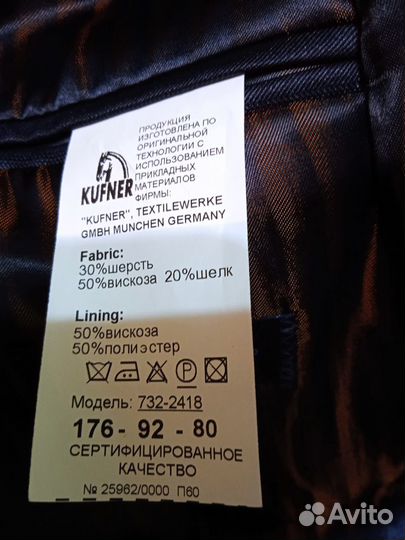 ПРОДУКЦИЯ
ИЗГОТОВЛЕНА ПО
ОРИГИНАЛЬНОЙ
ТЕХНОЛОГИИ С
ИСПОЛЬЗОВАНИЕМ
ПРИКЛАДНЫХ
МАТЕРИАЛОВ
ФИРМЫ:
KUFNER
"KUFNER", TEXTILEWERKE
GMBH MUNCHEN GERMANY
Fabric:
30%шерсть
50%вискоза 20%шелк
Lining:
50%вискоза
50%полиэстер
P
Модель: 732-2418
176- 92 - 80
СЕРТИФИЦИРОВАННОЕ
КАЧЕСТВО
№ 25962/0000 П60
Avito